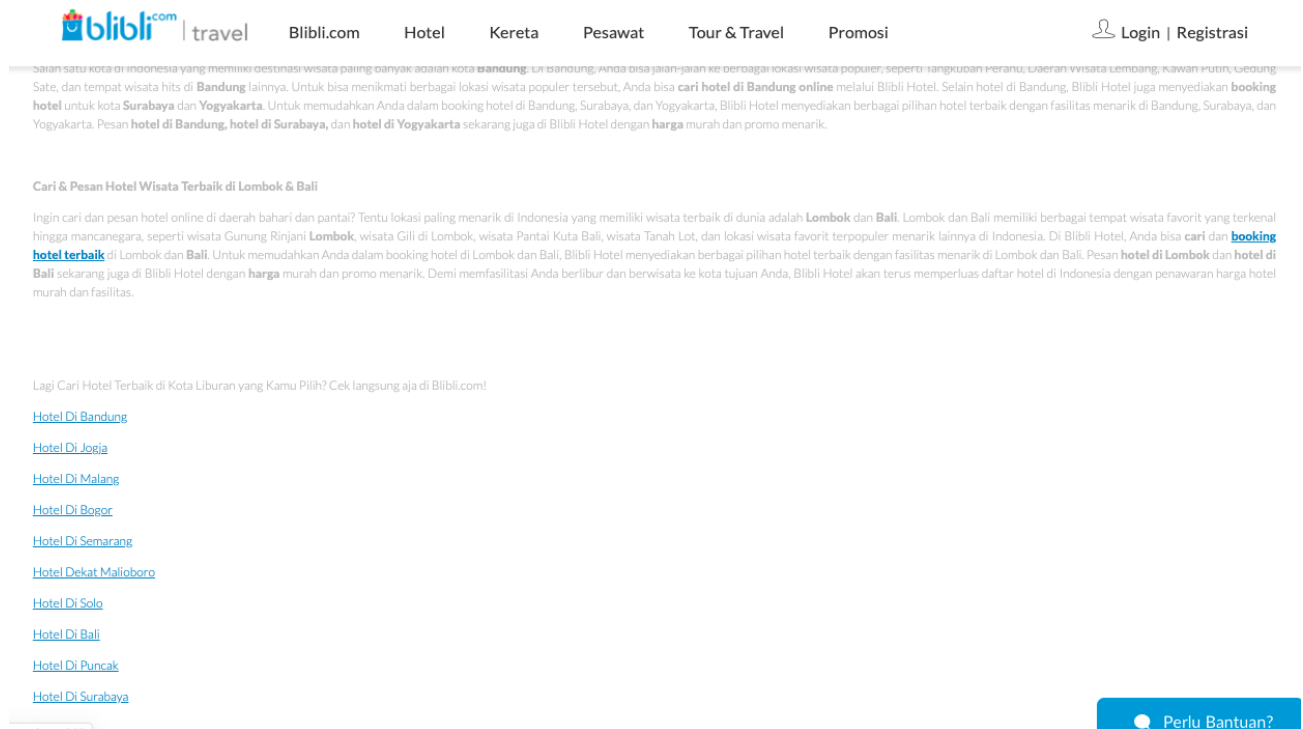 blibli.com | travel
Blibli.com Hotel Kereta Pesawat Tour & Travel Promosi Login | Registrasi
Salah satu kota di Indonesia yang memiliki destinasi wisata paling banyak adalah kota Bandung. Di Bandung, Anda bisa jalan-jalan ke berbagai lokasi wisata populer, seperti Tangkuban Perahu, Daerah Wisata Lembang, Kawah Putih, Gedung
Sate, dan tempat wisata hits di Bandung lainnya. Untuk bisa menikmati berbagai lokasi wisata populer tersebut, Anda bisa cari hotel di Bandung online melalui Blibli Hotel. Selain hotel di Bandung, Blibli Hotel juga menyediakan booking
hotel untuk kota Surabaya dan Yogyakarta. Untuk memudahkan Anda dalam booking hotel di Bandung, Surabaya, dan Yogyakarta, Blibli Hotel menyediakan berbagai pilihan hotel terbaik dengan fasilitas menarik di Bandung, Surabaya, dan
Yogyakarta. Pesan hotel di Bandung, hotel di Surabaya, dan hotel di Yogyakarta sekarang juga di Blibli Hotel dengan harga murah dan promo menarik.
Cari & Pesan Hotel Wisata Terbaik di Lombok & Bali
Ingin cari dan pesan hotel online di daerah bahari dan pantai? Tentu lokasi paling menarik di Indonesia yang memiliki wisata terbaik di dunia adalah Lombok dan Bali. Lombok dan Bali memiliki berbagai tempat wisata favorit yang terkenal
hingga mancanegara, seperti wisata Gunung Rinjani Lombok, wisata Gili di Lombok, wisata Pantai Kuta Bali, wisata Tanah Lot, dan lokasi wisata favorit terpopuler menarik lainnya di Indonesia. Di Blibli Hotel, Anda bisa cari dan booking
hotel terbaik di Lombok dan Bali. Untuk memudahkan Anda dalam booking hotel di Lombok dan Bali, Blibli Hotel menyediakan berbagai pilihan hotel terbaik dengan fasilitas menarik di Lombok dan Bali. Pesan hotel di Lombok dan hotel di
Bali sekarang juga di Blibli Hotel dengan harga murah dan promo menarik. Demi memfasilitasi Anda berlibur dan berwisata ke kota tujuan Anda, Blibli Hotel akan terus memperluas daftar hotel di Indonesia dengan penawaran harga hotel
murah dan fasilitas.
Lagi Cari Hotel Terbaik di Kota Liburan yang Kamu Pilih? Cek langsung aja di Blibli.com!
Hotel Di Bandung
Hotel Di Jogja
Hotel Di Malang
Hotel Di Bogor
Hotel Di Semarang
Hotel Dekat Malioboro
Hotel Di Solo
Hotel Di Bali
Hotel Di Puncak
Hotel Di Surabaya
Perlu Bantuan?